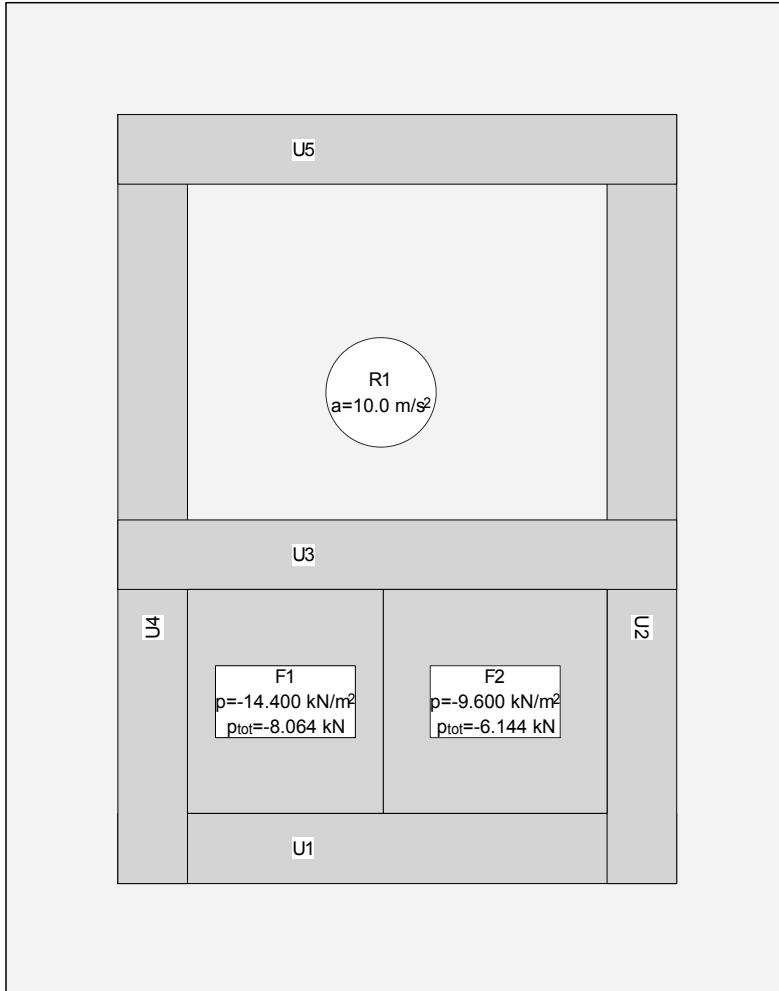 U5
R1
a=10.0 m/s²
U3
U4
U2
F1
p=-14.400 kN/m²
ptot=-8.064 kN
F2
p=-9.600 kN/m²
ptot=-6.144 kN
U1